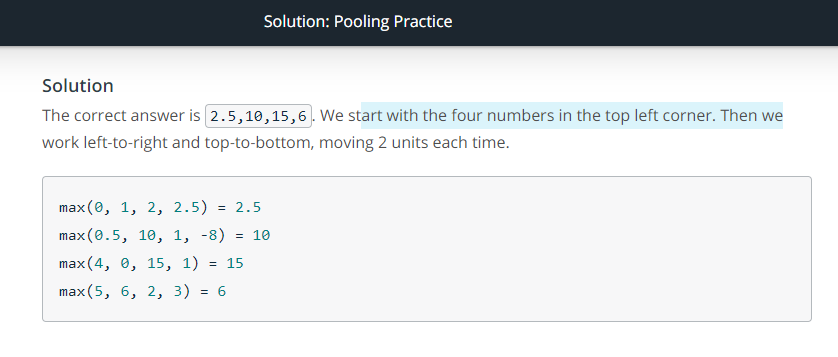 Solution: Pooling Practice
Solution
The correct answer is 2.5,10,15,6. We start with the four numbers in the top left corner. Then we
work left-to-right and top-to-bottom, moving 2 units each time.
max(0, 1, 2, 2.5) = 2.5
max(0.5, 10, 1, -8) = 10
max(4, 0, 15, 1) = 15
max(5, 6, 2, 3) = 6